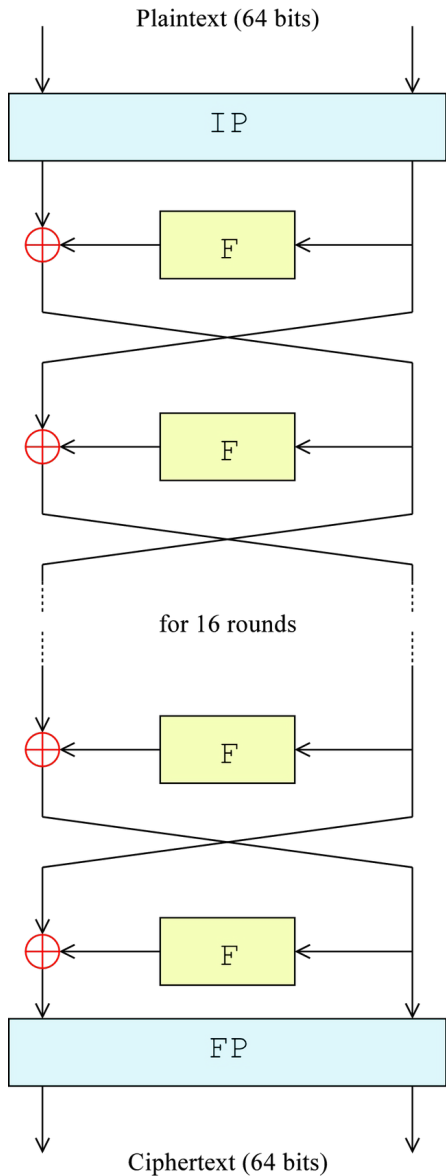 Plaintext (64 bits)
IP
F
F
for 16 rounds
F
F
FP
Ciphertext (64 bits)